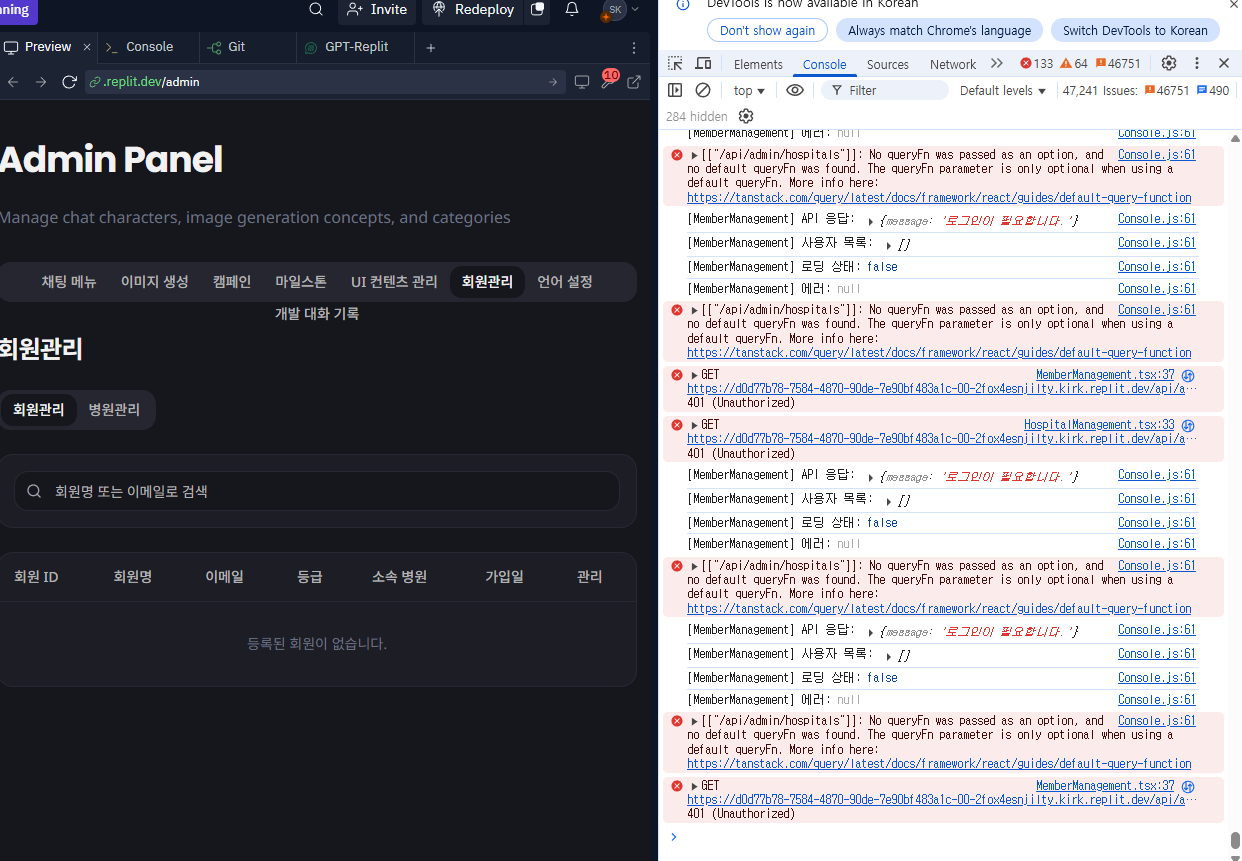 ning
Invite
Redeploy
SK
Preview
Console
Git
GPT-Replit
.replit.dev/admin
10
Admin Panel
Manage chat characters, image generation concepts, and categories
채팅 메뉴
이미지 생성
캠페인
마일스톤
UI 컨텐츠 관리
회원관리
언어 설정
개발 대화 기록
회원관리
회원관리
병원관리
회원명 또는 이메일로 검색
회원 ID
회원명
이메일
등급
소속 병원
가입일
관리
등록된 회원이 없습니다.
DevTools is now available in Korean
Don't show again
Always match Chrome's language
Switch DevTools to Korean
Elements
Console
Sources
Network
133
64
46751
top
Filter
Default levels
47,241 Issues:
46751
490
284 hidden
[MemberManagement] 에러: null Console.js:61
[["/api/admin/hospitals"]]: No queryFn was passed as an option, and Console.js:61
no default queryFn was found. The queryFn parameter is only optional when using a
default queryFn. More info here:
https://tanstack.com/query/latest/docs/framework/react/guides/default-query-function
[MemberManagement] API 응답: {message: '로그인이 필요합니다.'} Console.js:61
[MemberManagement] 사용자 목록: [] Console.js:61
[MemberManagement] 로딩 상태: false Console.js:61
[MemberManagement] 에러: null Console.js:61
[["/api/admin/hospitals"]]: No queryFn was passed as an option, and Console.js:61
no default queryFn was found. The queryFn parameter is only optional when using a
default queryFn. More info here:
https://tanstack.com/query/latest/docs/framework/react/guides/default-query-function
GET MemberManagement.tsx:37
https://d0d77b78-7584-4870-90de-7e90bf483a1c-00-2fox4esnjilty.kirk.replit.dev/api/a…
401 (Unauthorized)
GET HospitalManagement.tsx:33
https://d0d77b78-7584-4870-90de-7e90bf483a1c-00-2fox4esnjilty.kirk.replit.dev/api/a…
401 (Unauthorized)
[MemberManagement] API 응답: {message: '로그인이 필요합니다.'} Console.js:61
[MemberManagement] 사용자 목록: [] Console.js:61
[MemberManagement] 로딩 상태: false Console.js:61
[MemberManagement] 에러: null Console.js:61
[["/api/admin/hospitals"]]: No queryFn was passed as an option, and Console.js:61
no default queryFn was found. The queryFn parameter is only optional when using a
default queryFn. More info here:
https://tanstack.com/query/latest/docs/framework/react/guides/default-query-function
[MemberManagement] API 응답: {message: '로그인이 필요합니다.'} Console.js:61
[MemberManagement] 사용자 목록: [] Console.js:61
[MemberManagement] 로딩 상태: false Console.js:61
[MemberManagement] 에러: null Console.js:61
[["/api/admin/hospitals"]]: No queryFn was passed as an option, and Console.js:61
no default queryFn was found. The queryFn parameter is only optional when using a
default queryFn. More info here:
https://tanstack.com/query/latest/docs/framework/react/guides/default-query-function
GET MemberManagement.tsx:37
https://d0d77b78-7584-4870-90de-7e90bf483a1c-00-2fox4esnjilty.kirk.replit.dev/api/a…
401 (Unauthorized)